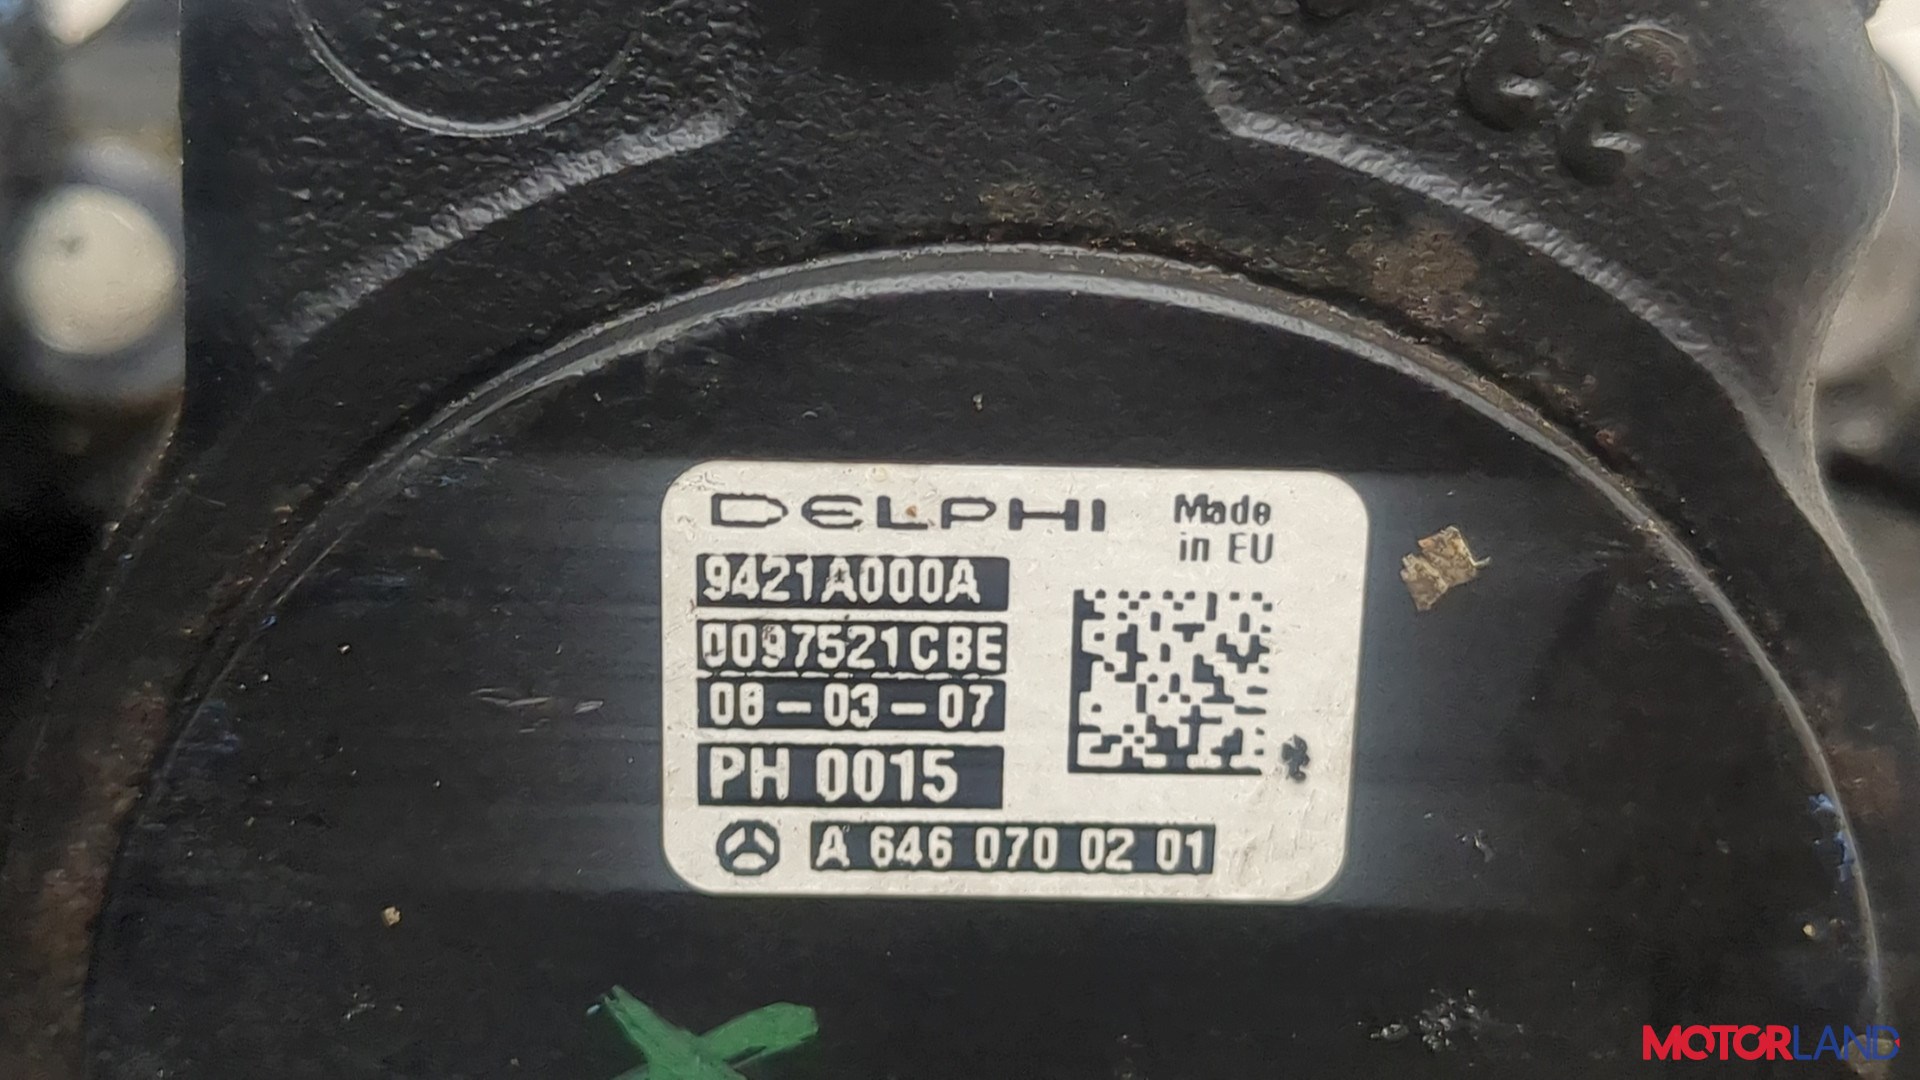 DELPHI
Made
in EU
9421A000A
0097521CBE
08-03-07
PH 0015
A 646 070 02 01
MOTORLAND